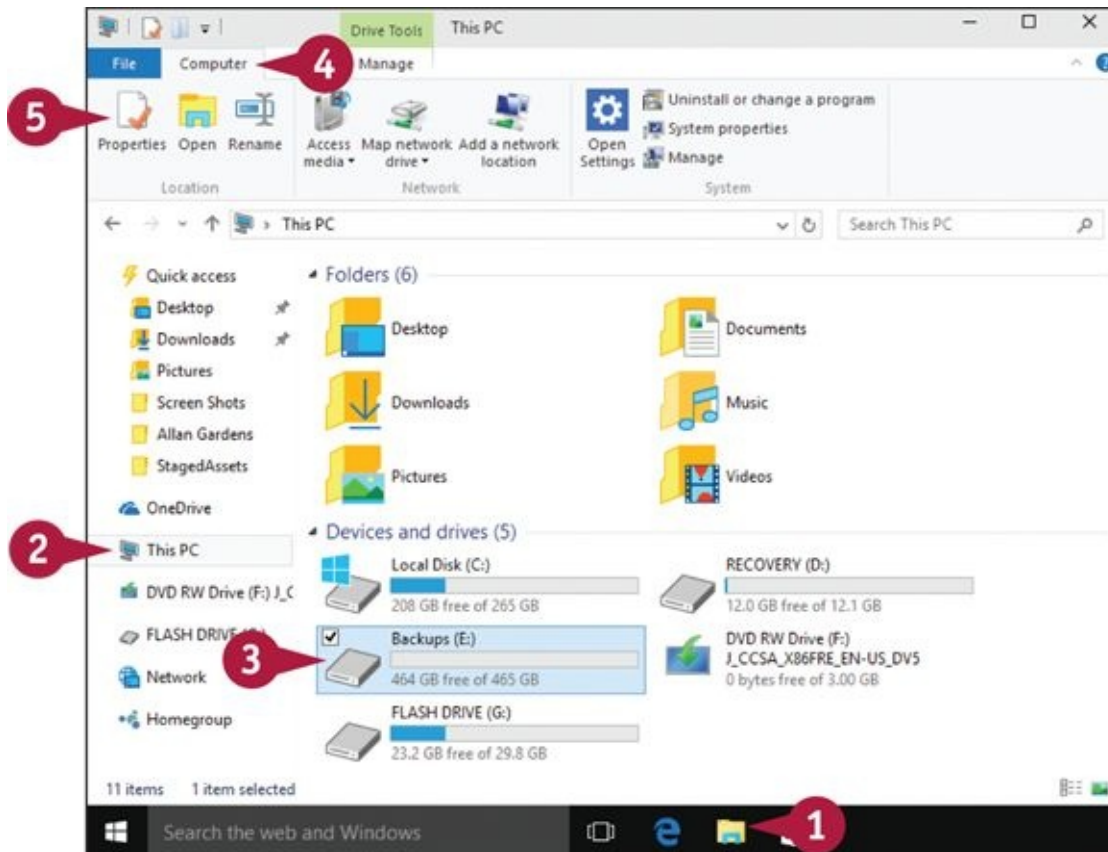 Drive Tools This PC
File Computer 4 Manage
5
Properties Open Rename Access media Map network drive Add a network location Open Settings
Uninstall or change a program
System properties
Manage
Location Network System
This PC Search This PC
Quick access
Desktop
Downloads
Pictures
Screen Shots
Allan Gardens
StagedAssets
OneDrive
2 This PC
DVD RW Drive (F:) J_C
FLASH DRIVE
3
Network
Homegroup
Folders (6)
Desktop Documents
Downloads Music
Pictures Videos
Devices and drives (5)
Local Disk (C:) RECOVERY (D:)
208 GB free of 265 GB 12.0 GB free of 12.1 GB
Backups (E:) DVD RW Drive (F:)
J_CCSA_X86FRE_EN-US_DV5
464 GB free of 465 GB 0 bytes free of 3.00 GB
FLASH DRIVE (G:)
23.2 GB free of 29.8 GB
11 items 1 item selected
Search the web and Windows 1